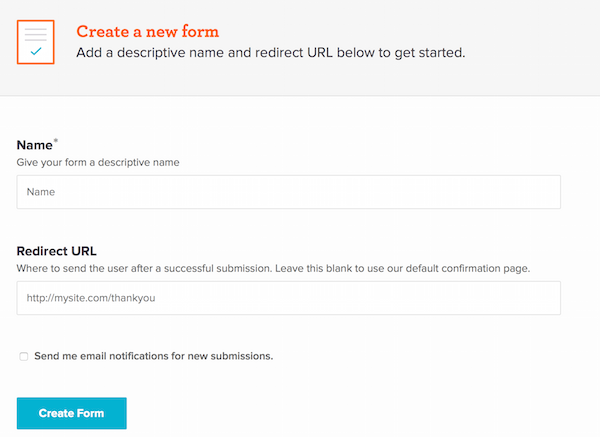 Create a new form
Add a descriptive name and redirect URL below to get started.
Name*
Give your form a descriptive name
Name
Redirect URL
Where to send the user after a successful submission. Leave this blank to use our default confirmation page.
http://mysite.com/thankyou
Send me email notifications for new submissions.
Create Form